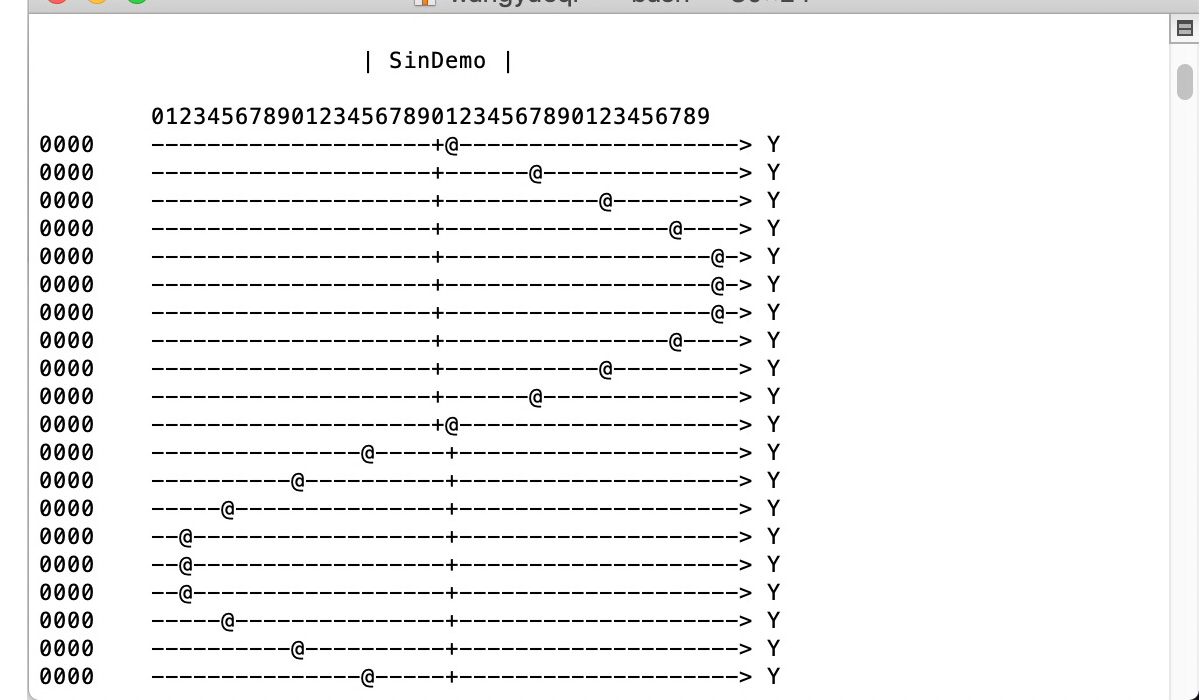 | SinDemo |
0123456789012345678901234567890123456789
0000 --------------------+@--------------------> Y
0000 --------------------+------@--------------> Y
0000 --------------------+-----------@---------> Y
0000 --------------------+----------------@----> Y
0000 --------------------+-------------------@-> Y
0000 --------------------+-------------------@-> Y
0000 --------------------+-------------------@-> Y
0000 --------------------+----------------@----> Y
0000 --------------------+-----------@---------> Y
0000 --------------------+------@--------------> Y
0000 --------------------+@--------------------> Y
0000 ---------------@-----+--------------------> Y
0000 ----------@----------+--------------------> Y
0000 -----@---------------+--------------------> Y
0000 --@------------------+--------------------> Y
0000 --@------------------+--------------------> Y
0000 --@------------------+--------------------> Y
0000 -----@---------------+--------------------> Y
0000 ----------@----------+--------------------> Y
0000 ---------------@-----+--------------------> Y